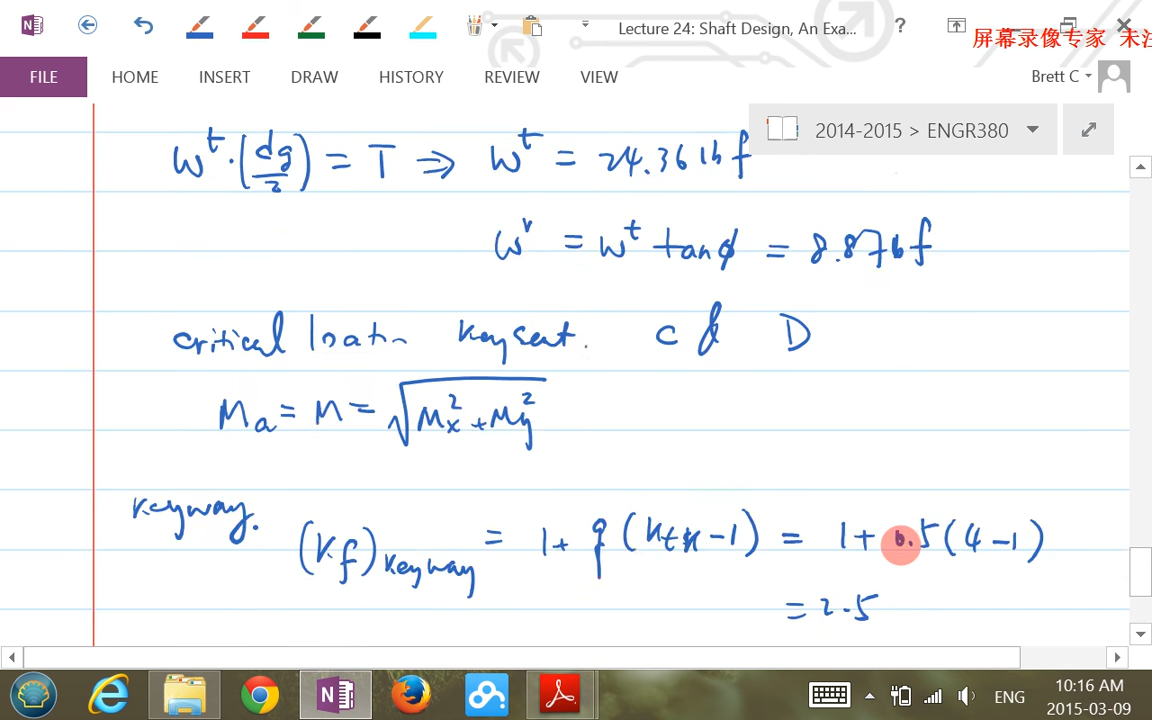 Lecture 24: Shaft Design, An Exa...
?
屏幕录像专家 未注
FILE HOME INSERT DRAW HISTORY REVIEW VIEW
Brett C
2014-2015 > ENGR380
W^t · (dg/2) = T ⇒ W^t = 24.36 lbf
W^r = W^t tanφ = 8.87 lbf
critical Keyseat. C & D
Ma = M = √(Mx² + My²)
Keyway.
(Kf)keyway = 1 + q (Kt - 1) = 1 + 0.5 (4 - 1)
= 2.5
ENG
10:16 AM
2015-03-09